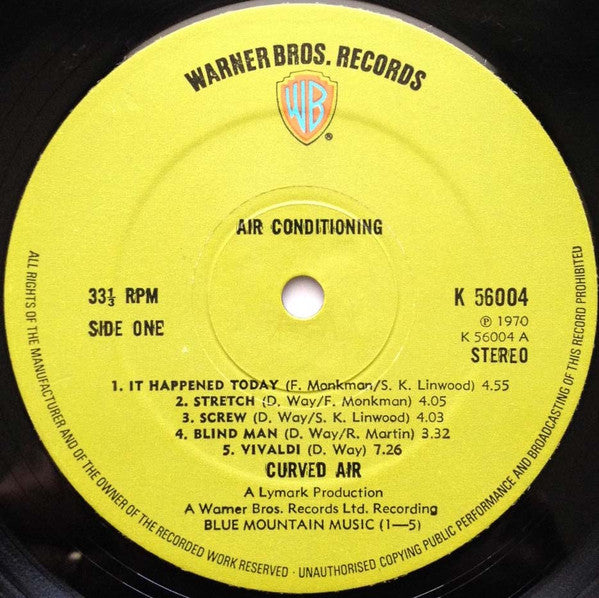 WARNER BROS. RECORDS
WB
®
AIR CONDITIONING
33⅓ RPM
SIDE ONE
K 56004
℗ 1970
K 56004 A
STEREO
1. IT HAPPENED TODAY (F. Monkman/S. K. Linwood) 4.55
2. STRETCH (D. Way/F. Monkman) 4.05
3. SCREW (D. Way/S. K. Linwood) 4.03
4. BLIND MAN (D. Way/R. Martin) 3.32
5. VIVALDI (D. Way) 7.26
CURVED AIR
A Lymark Production
A Warner Bros. Records Ltd. Recording
BLUE MOUNTAIN MUSIC (1—5)
ALL RIGHTS OF THE MANUFACTURER AND OF THE OWNER OF THE RECORDED WORK RESERVED - UNAUTHORISED COPYING PUBLIC PERFORMANCE AND BROADCASTING OF THIS RECORD PROHIBITED